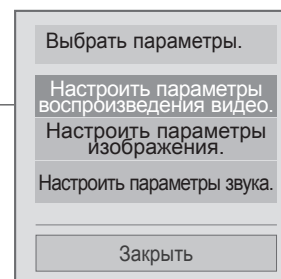 Выбрать параметры.
Настроить параметры
воспроизведения видео.
Настроить параметры
изображения.
Настроить параметры звука.
Закрыть